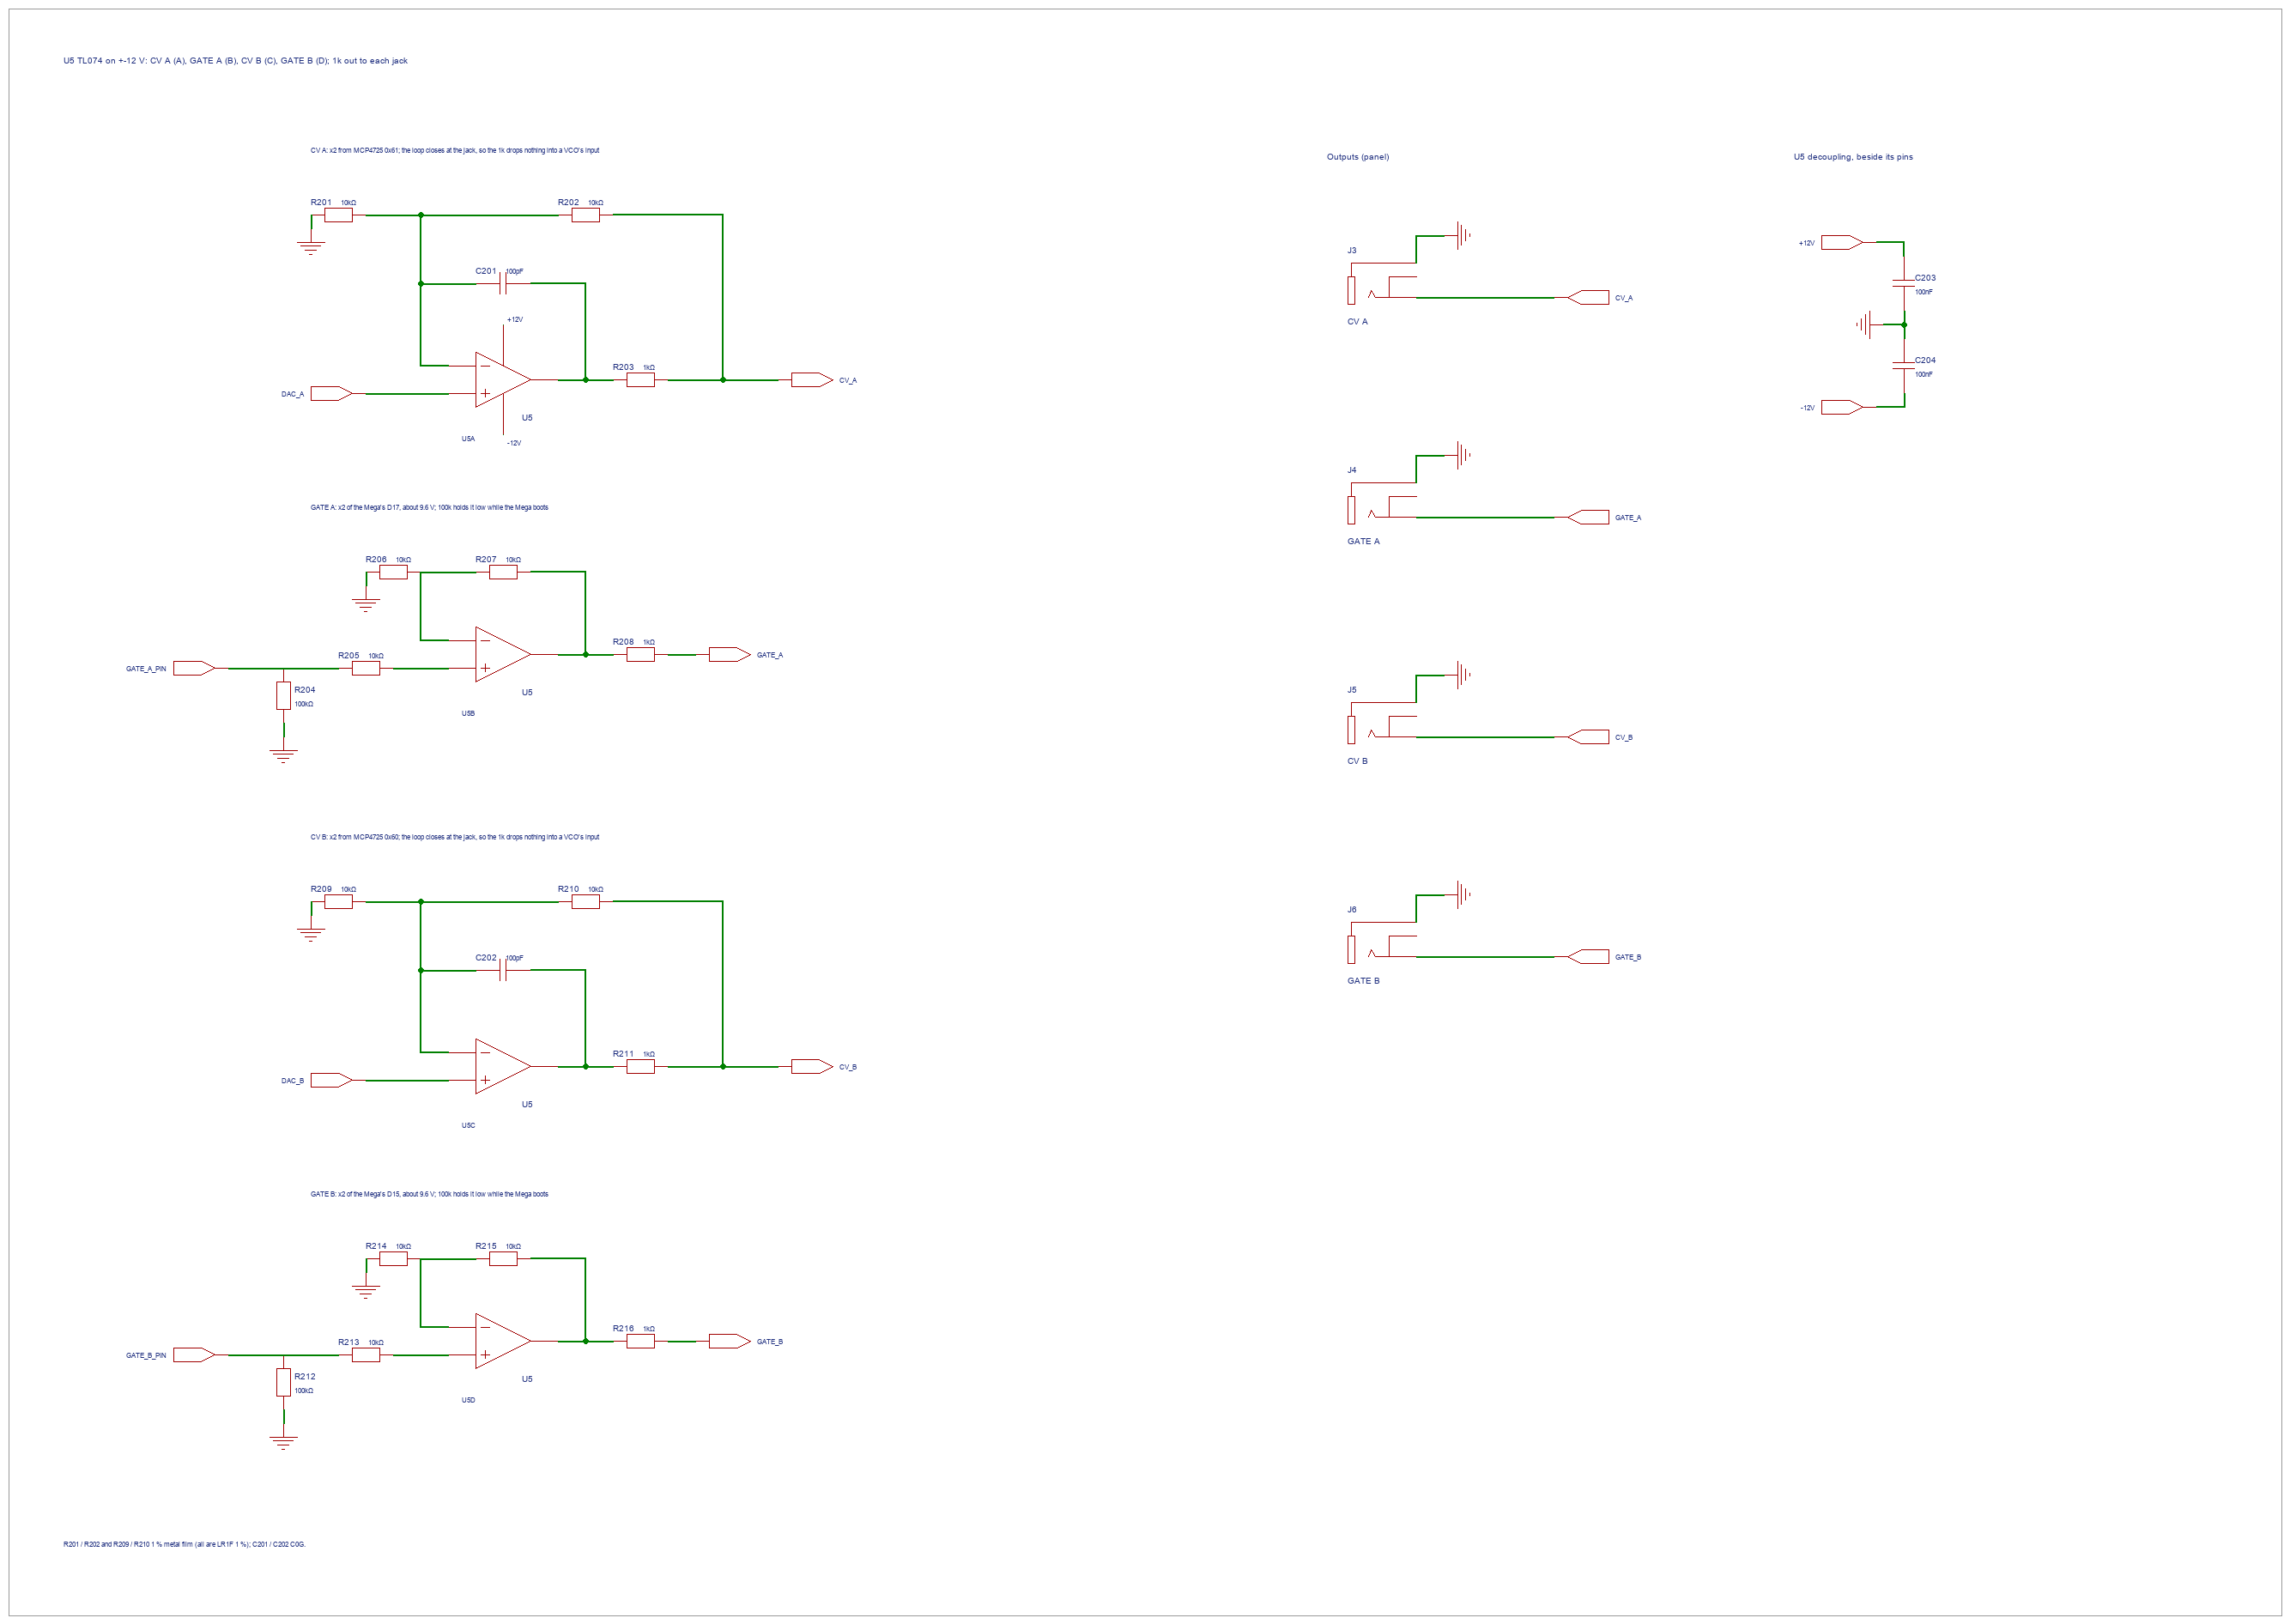 U5 TL074 on +-12 V: CV A (A), GATE A (B), CV B (C), GATE B (D); 1k out to each jack
CV A: x2 from MCP4725 0x61; the loop closes at the jack, so the 1k drops nothing into a VCO's input
R201 10kΩ
R202 10kΩ
C201 100pF
+12V
R203 1kΩ
CV_A
DAC_A
U5
U5A
-12V
GATE A: x2 of the Mega's D17, about 9.6 V; 100k holds it low while the Mega boots
R206 10kΩ
R207 10kΩ
R205 10kΩ
R208 1kΩ
GATE_A
GATE_A_PIN
R204
100kΩ
U5
U5B
CV B: x2 from MCP4725 0x60; the loop closes at the jack, so the 1k drops nothing into a VCO's input
R209 10kΩ
R210 10kΩ
C202 100pF
R211 1kΩ
CV_B
DAC_B
U5
U5C
GATE B: x2 of the Mega's D15, about 9.6 V; 100k holds it low while the Mega boots
R214 10kΩ
R215 10kΩ
R213 10kΩ
R216 1kΩ
GATE_B
GATE_B_PIN
R212
100kΩ
U5
U5D
R201 / R202 and R209 / R210 1 % metal film (all are LR1F 1 %); C201 / C202 C0G.
Outputs (panel)
J3
CV_A
CV A
J4
GATE_A
GATE A
J5
CV_B
CV B
J6
GATE_B
GATE B
U5 decoupling, beside its pins
+12V
C203
100nF
C204
100nF
-12V